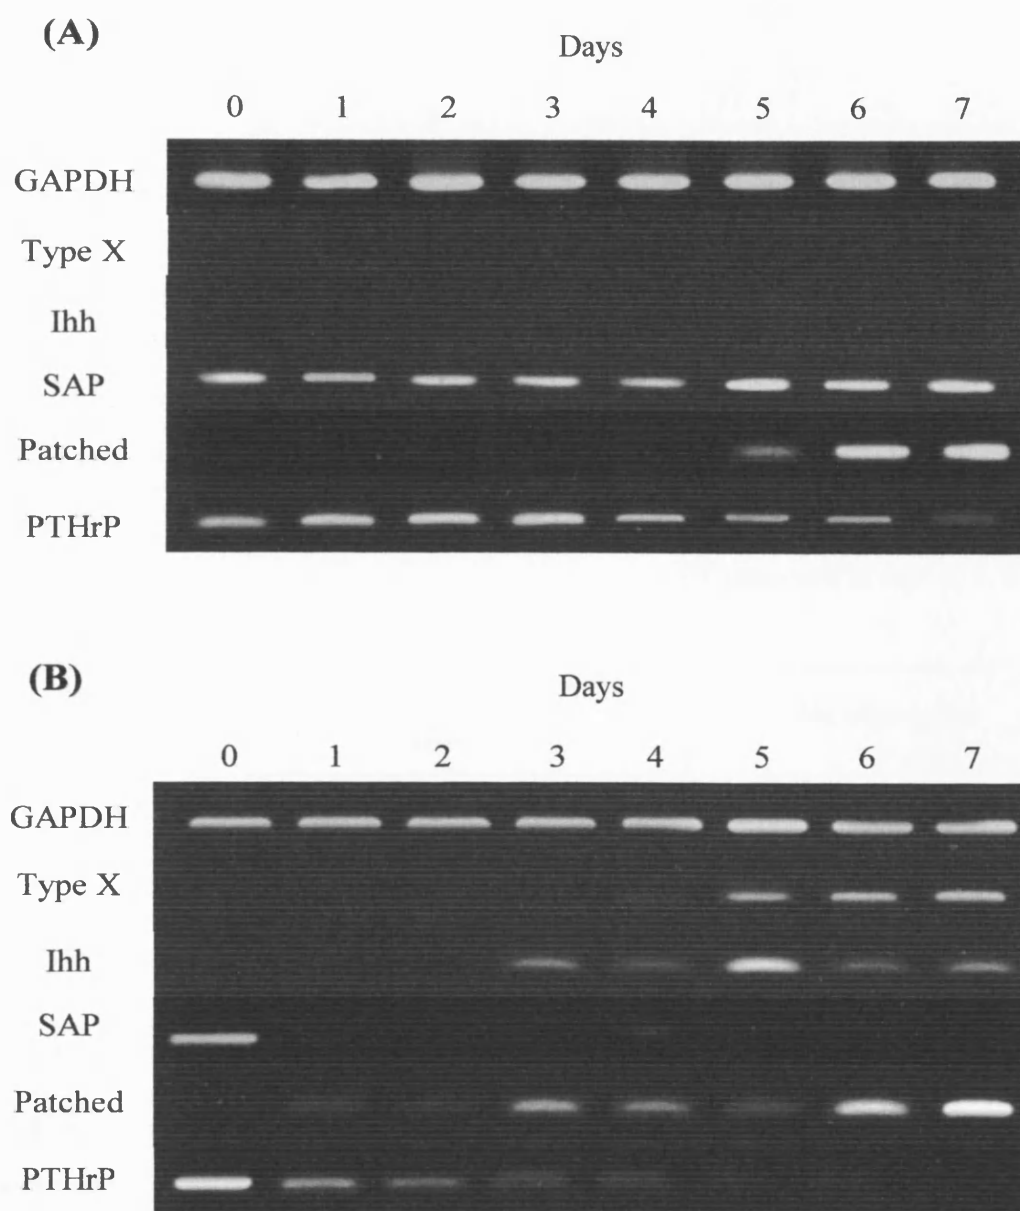 (A)
Days
0 1 2 3 4 5 6 7
GAPDH
Type X
Ihh
SAP
Patched
PTHrP
(B)
Days
0 1 2 3 4 5 6 7
GAPDH
Type X
Ihh
SAP
Patched
PTHrP